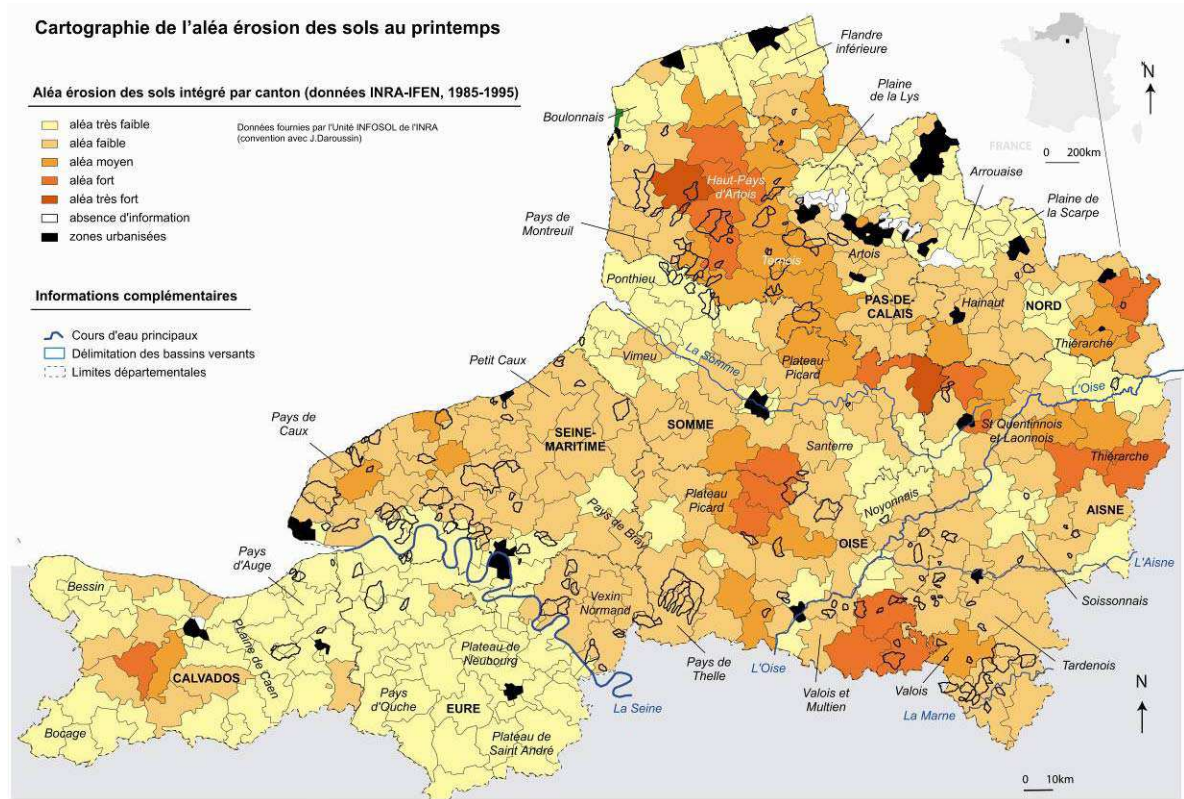 Cartographie de l'aléa érosion des sols au printemps
Aléa érosion des sols intégré par canton (données INRA-IFEN, 1985-1995)
aléa très faible
aléa faible
aléa moyen
aléa fort
aléa très fort
absence d'information
zones urbanisées
Données fournies par l'Unité INFOSOL de l'INRA
(convention avec J.Daroussin)
Informations complémentaires
Cours d'eau principaux
Délimitation des bassins versants
Limites départementales
FRANCE
0 200km
N
Flandre
inférieure
Plaine
de la Lys
Boulonnais
Arrouaise
Haut-Pays
d'Artois
Plaine de
la Scarpe
Pays de
Montreuil
Ternois
Artois
Ponthieu
PAS-DE-
CALAIS
Hainaut
NORD
Thiérarche
Petit Caux
Vimeu
La Somme
Plateau
Picard
L'Oise
Pays de
Caux
SEINE-
MARITIME
SOMME
Santerre
St Quentinnois
et Laonnois
Thiérarche
Plateau
Picard
Noyonnais
Pays de Bray
OISE
AISNE
Pays
d'Auge
L'Aisne
Bessin
Vexin
Normand
Soissonnais
Plaine de Caen
Plateau de
Neubourg
CALVADOS
Pays de
Thelle
L'Oise
Valois et
Multien
Valois
Tardenois
Pays
d'Ouche
EURE
La Seine
La Marne
N
Bocage
Plateau de
Saint André
0 10km